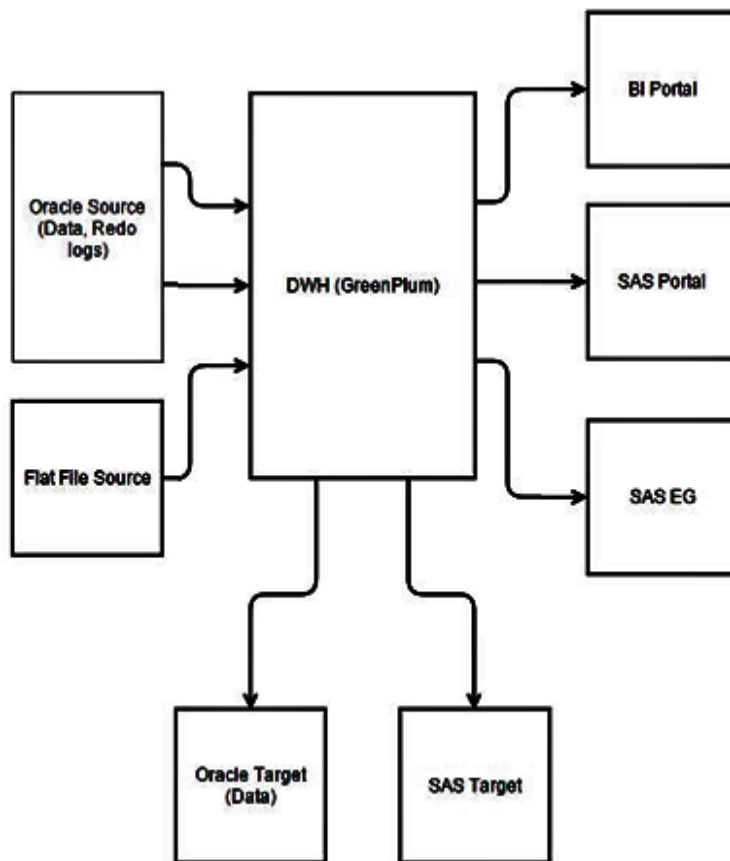 BI Portal
Oracle Source
(Data, Redo
logs)
DWH (GreenPlum)
SAS Portal
Flat File Source
SAS EG
Oracle Target
(Data)
SAS Target